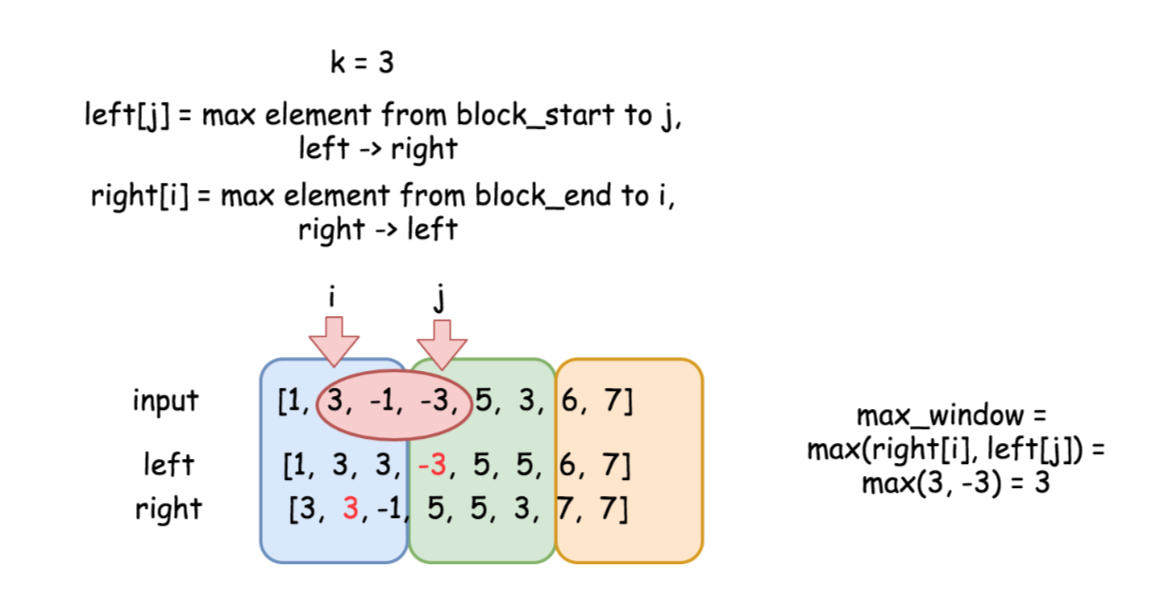 k = 3
left[j] = max element from block_start to j,
left -> right
right[i] = max element from block_end to i,
right -> left
i j
input [1, 3, -1, -3, 5, 3, 6, 7]
left [1, 3, 3, -3, 5, 5, 6, 7]
right [3, 3, -1, 5, 5, 3, 7, 7]
max_window =
max(right[i], left[j]) =
max(3, -3) = 3